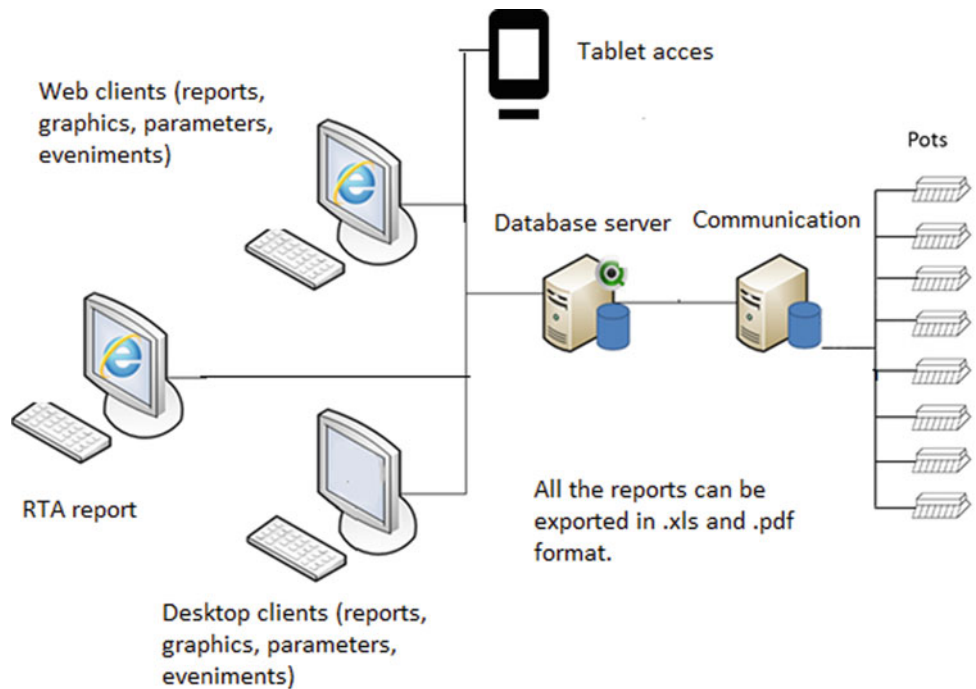 Tablet acces
Web clients (reports,
graphics, parameters,
eveniments)
Pots
Database server
Communication
RTA report
All the reports can be
exported in .xls and .pdf
format.
Desktop clients (reports,
graphics, parameters,
eveniments)